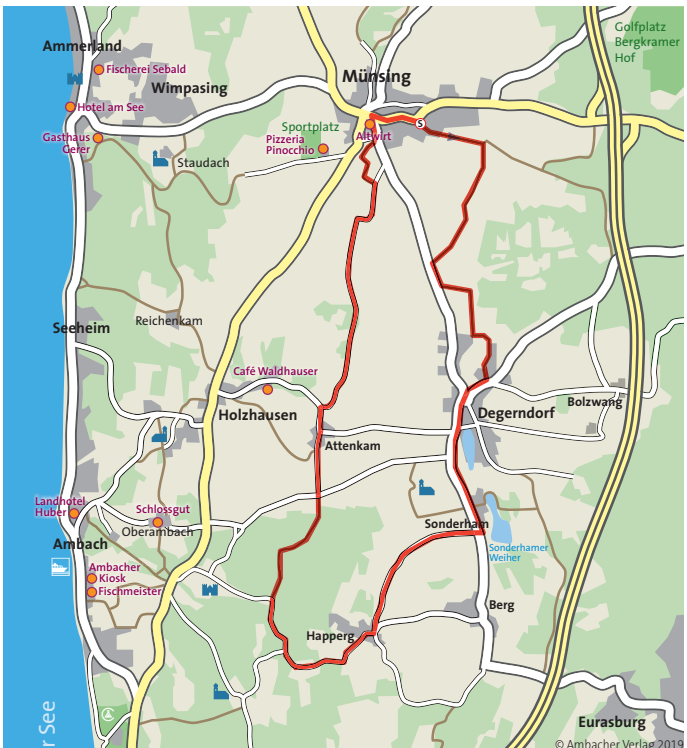 Golfplatz
Bergkramer
Hof
Ammerland
Fischerei Sebald
Münsing
Wimpasing
Hotel am See
Gasthaus
Gerer
Sportplatz
Pizzeria
Pinocchio
Altwirt
S
Staudach
Reichenkam
Seeheim
Café Waldhauser
Holzhausen
Bolzwang
Degerndorf
Attenkam
Landhotel
Huber
Schlossgut
Oberambach
Sonderham
Ambach
Sonderhamer
Weiher
Ambacher
Kiosk
Fischmeister
Berg
Happerg
r See
Eurasburg
© Ambacher Verlag 2019